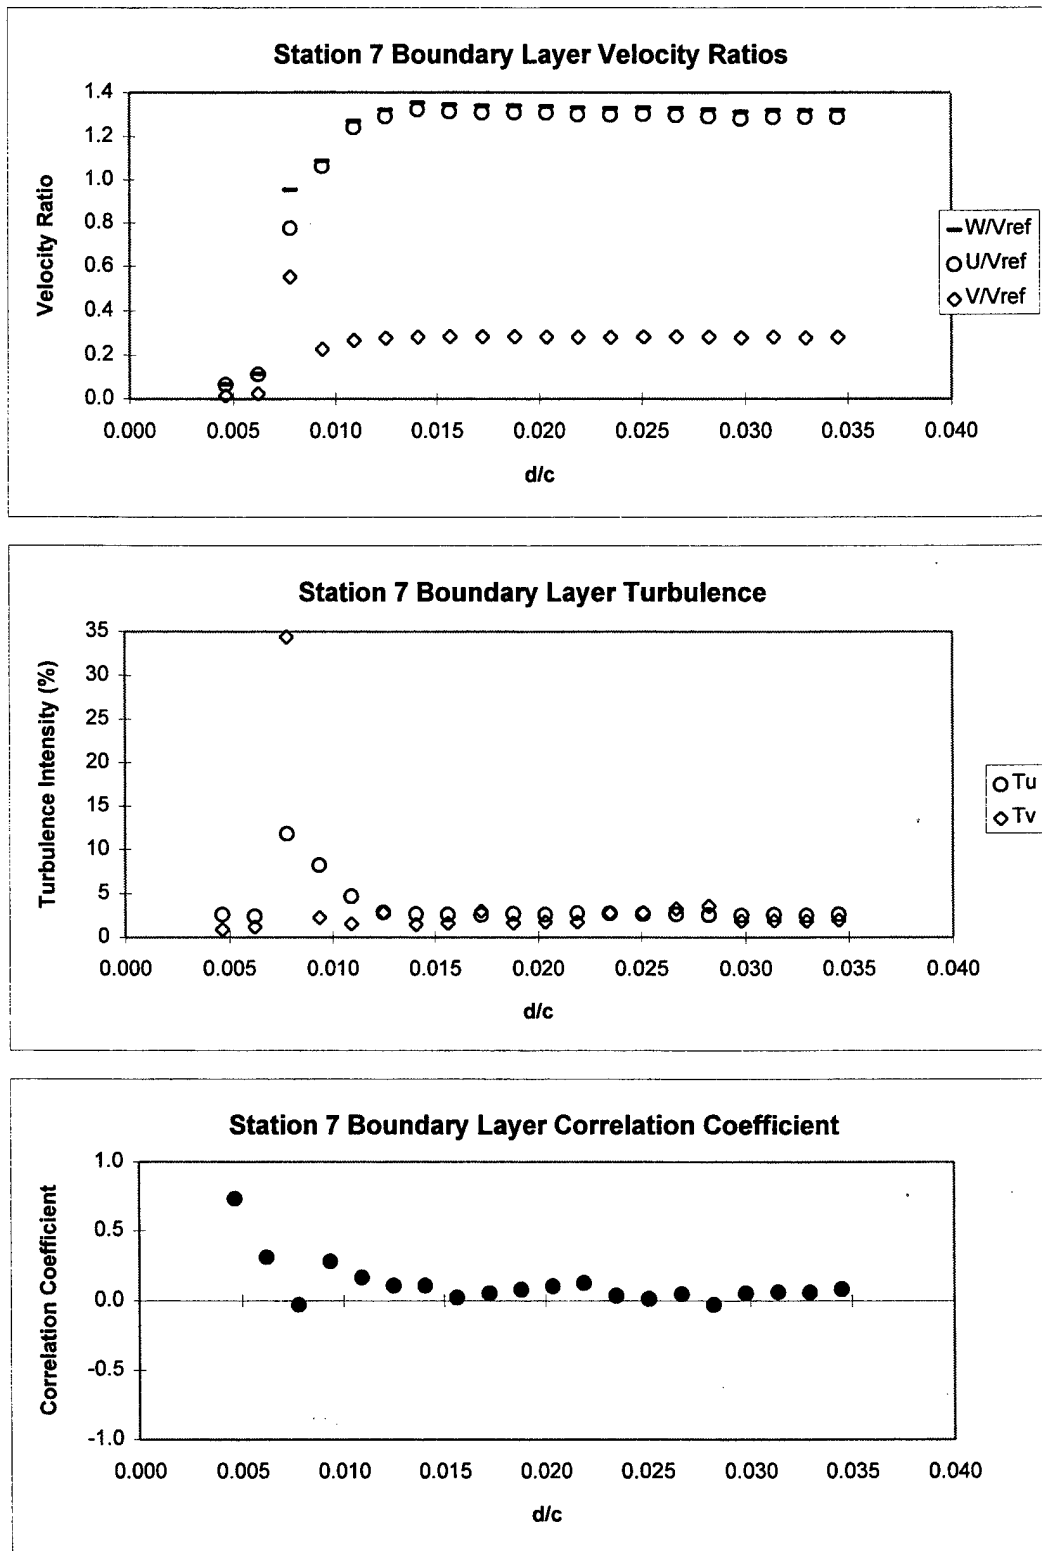 Station 7 Boundary Layer Velocity Ratios
1.4
1.2
1.0
0.8
0.6
0.4
0.2
0.0
Velocity Ratio
0.000 0.005 0.010 0.015 0.020 0.025 0.030 0.035 0.040
d/c
W/Vref
U/Vref
V/Vref
Station 7 Boundary Layer Turbulence
35
30
25
20
15
10
5
0
Turbulence Intensity (%)
0.000 0.005 0.010 0.015 0.020 0.025 0.030 0.035 0.040
d/c
Tu
Tv
Station 7 Boundary Layer Correlation Coefficient
1.0
0.5
0.0
-0.5
-1.0
Correlation Coefficient
0.000 0.005 0.010 0.015 0.020 0.025 0.030 0.035 0.040
d/c